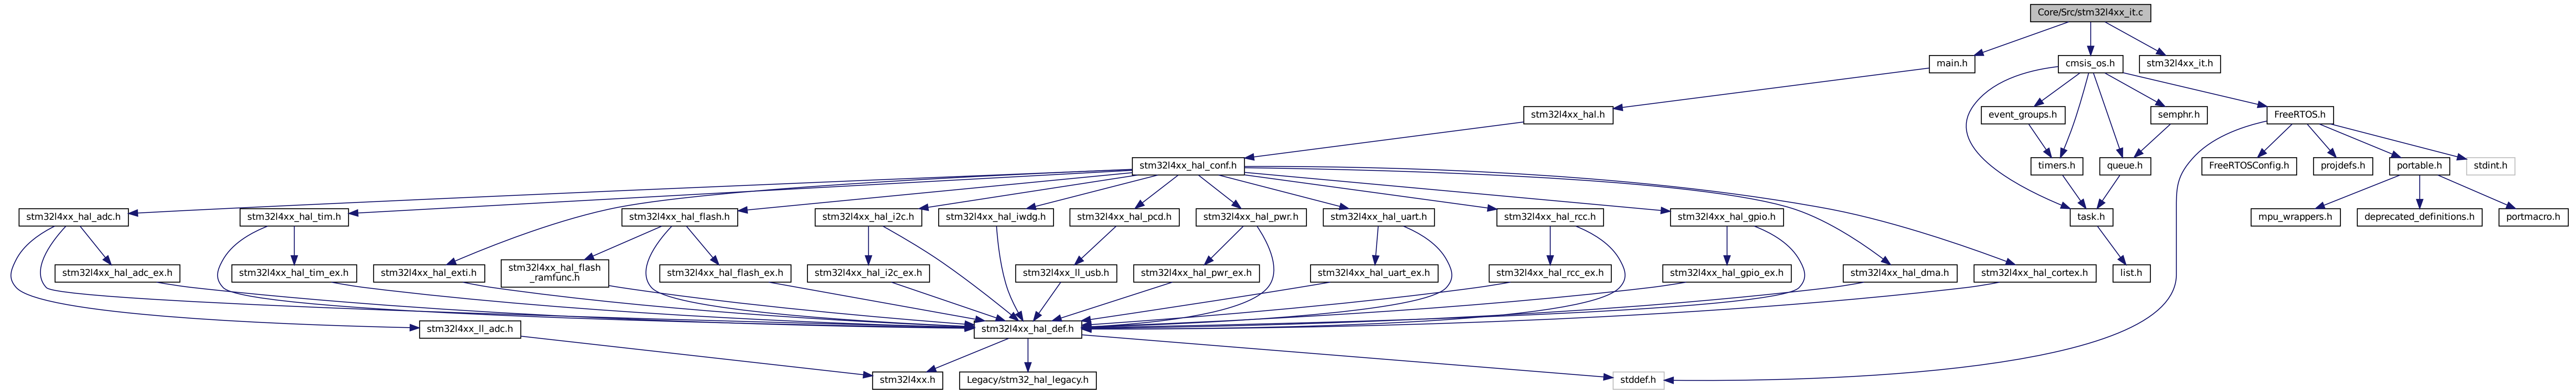 Core/Src/stm32l4xx_it.c
main.h
cmsis_os.h
stm32l4xx_it.h
stm32l4xx_hal.h
event_groups.h
semphr.h
FreeRTOS.h
stm32l4xx_hal_conf.h
timers.h
queue.h
FreeRTOSConfig.h
projdefs.h
portable.h
stdint.h
stm32l4xx_hal_adc.h
stm32l4xx_hal_tim.h
stm32l4xx_hal_flash.h
stm32l4xx_hal_i2c.h
stm32l4xx_hal_iwdg.h
stm32l4xx_hal_pcd.h
stm32l4xx_hal_pwr.h
stm32l4xx_hal_uart.h
stm32l4xx_hal_rcc.h
stm32l4xx_hal_gpio.h
task.h
mpu_wrappers.h
deprecated_definitions.h
portmacro.h
stm32l4xx_hal_adc_ex.h
stm32l4xx_hal_tim_ex.h
stm32l4xx_hal_exti.h
stm32l4xx_hal_flash
_ramfunc.h
stm32l4xx_hal_flash_ex.h
stm32l4xx_hal_i2c_ex.h
stm32l4xx_ll_usb.h
stm32l4xx_hal_pwr_ex.h
stm32l4xx_hal_uart_ex.h
stm32l4xx_hal_rcc_ex.h
stm32l4xx_hal_gpio_ex.h
stm32l4xx_hal_dma.h
stm32l4xx_hal_cortex.h
list.h
stm32l4xx_ll_adc.h
stm32l4xx_hal_def.h
stm32l4xx.h
Legacy/stm32_hal_legacy.h
stddef.h